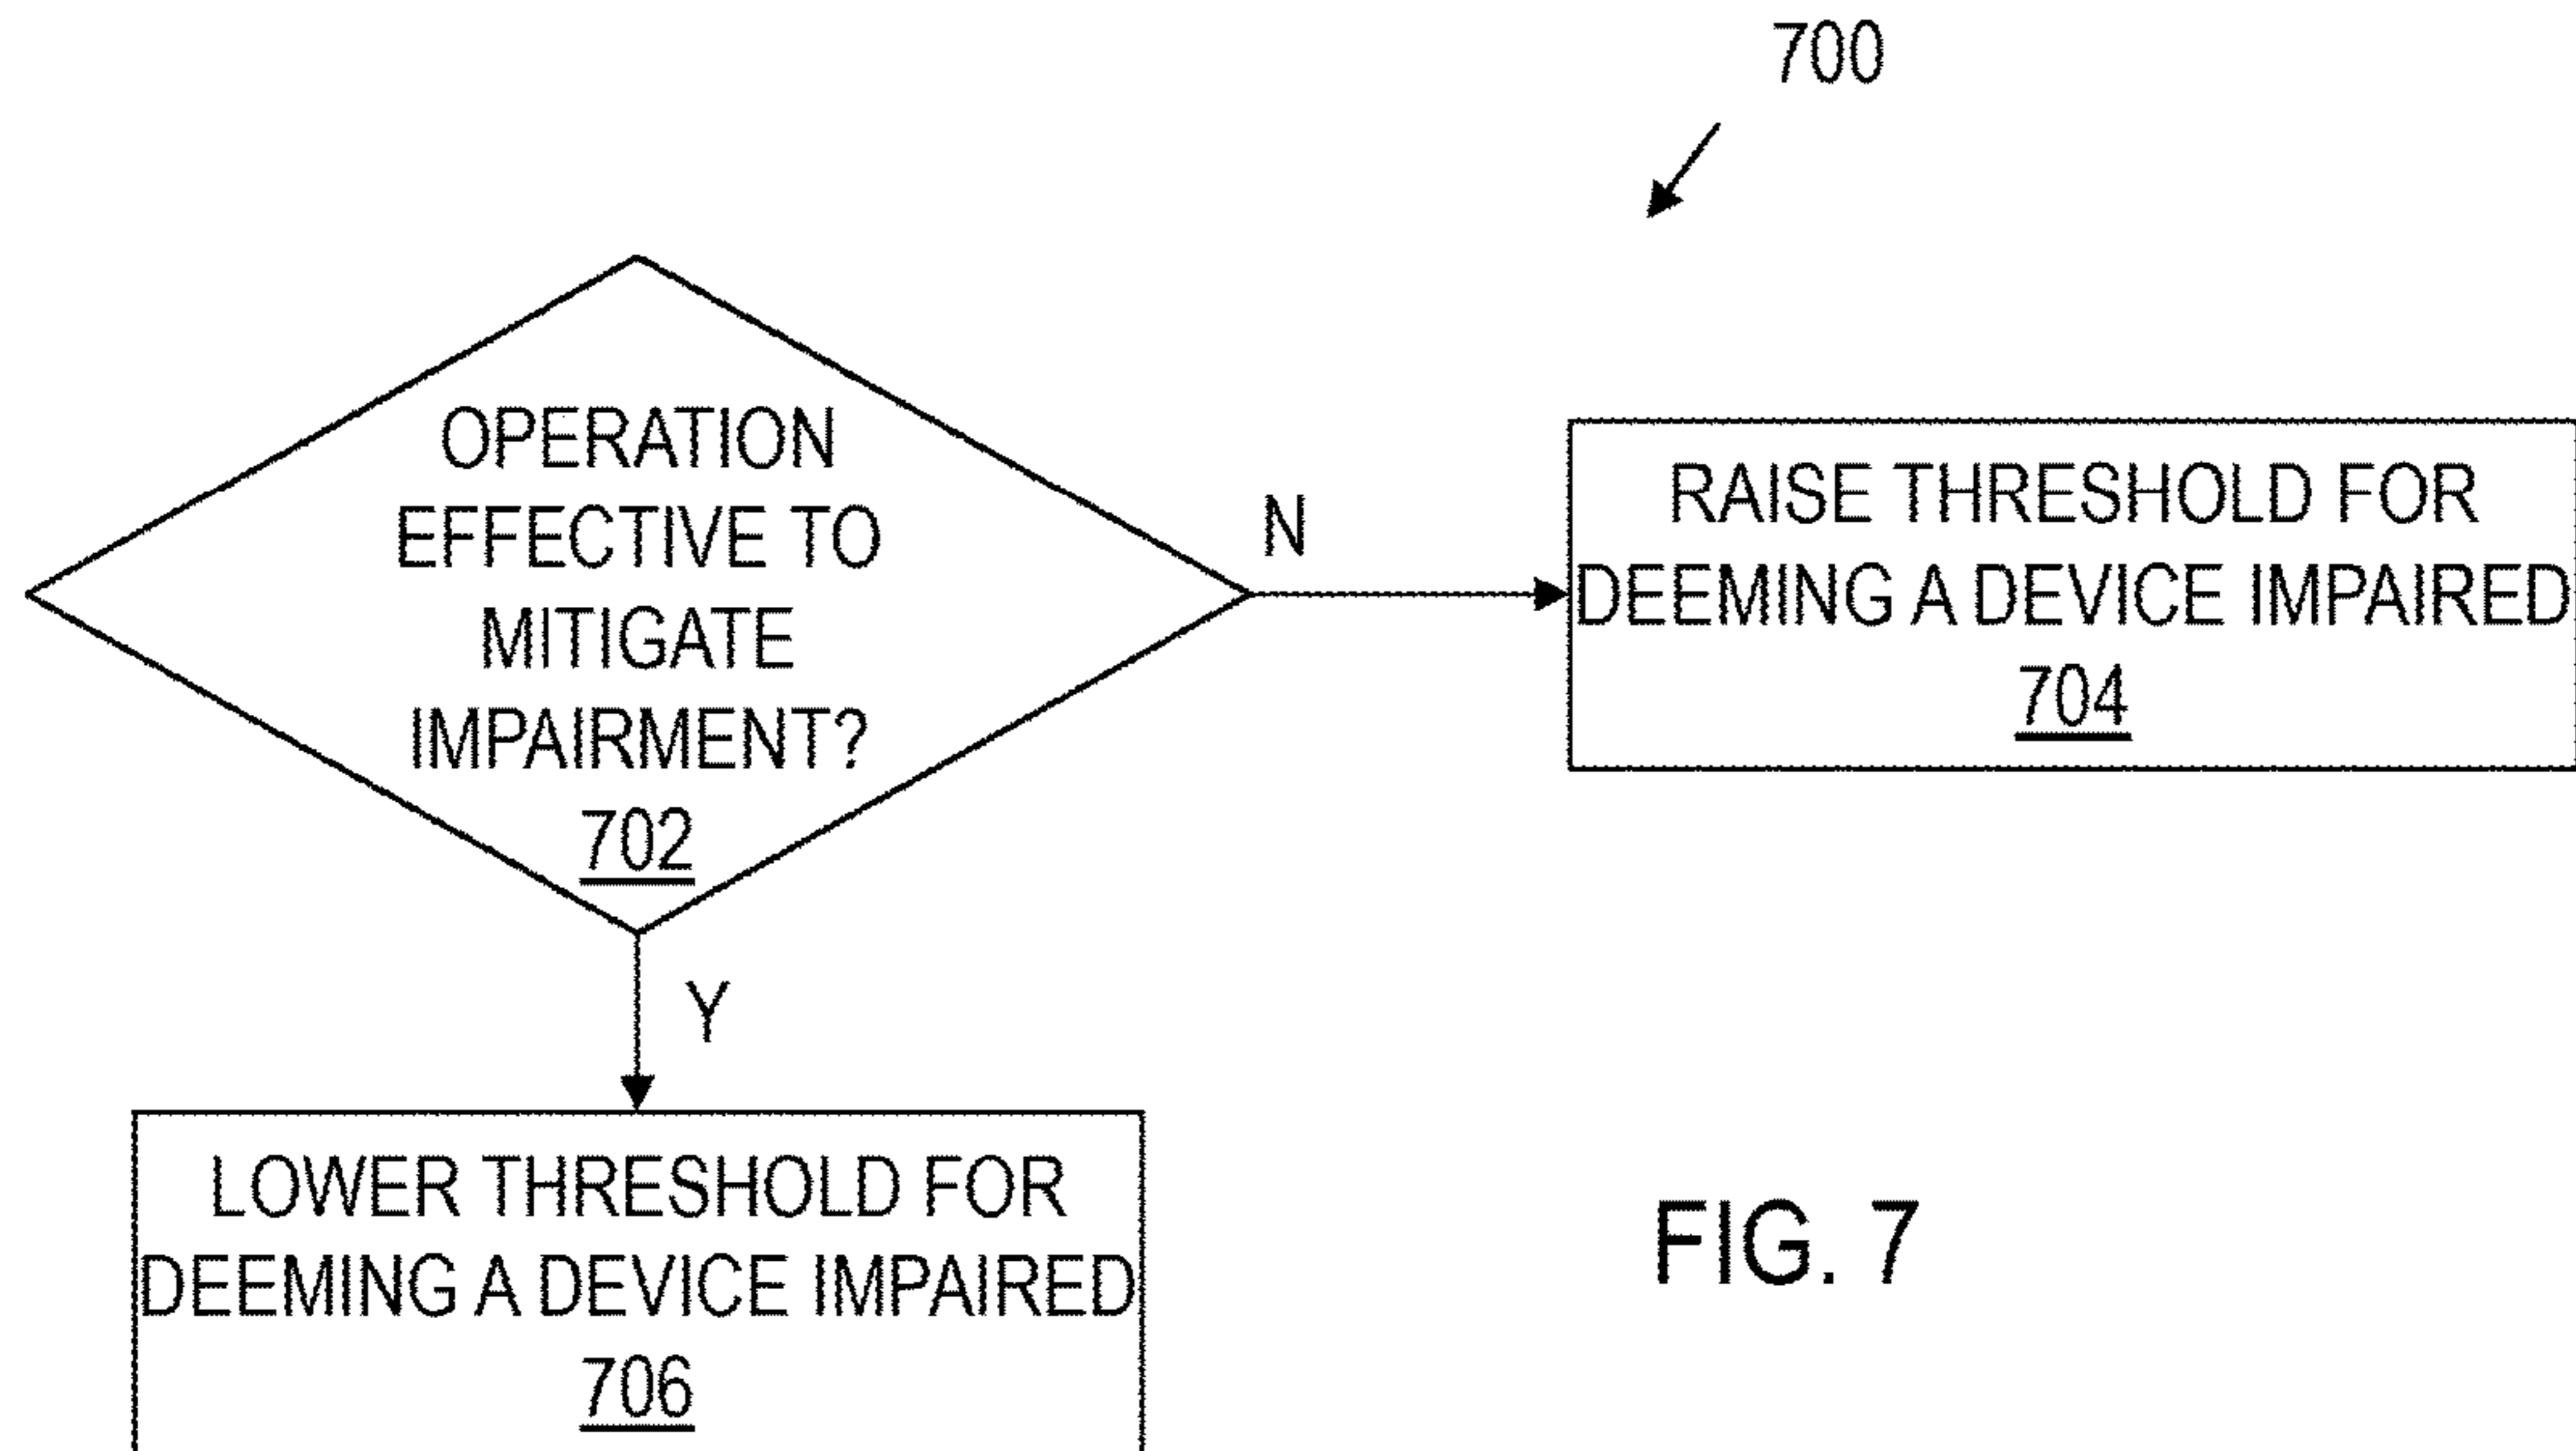 700
OPERATION
EFFECTIVE TO
MITIGATE
IMPAIRMENT?
702
N
RAISE THRESHOLD FOR
DEEMING A DEVICE IMPAIRED
704
Y
LOWER THRESHOLD FOR
DEEMING A DEVICE IMPAIRED
706
FIG. 7